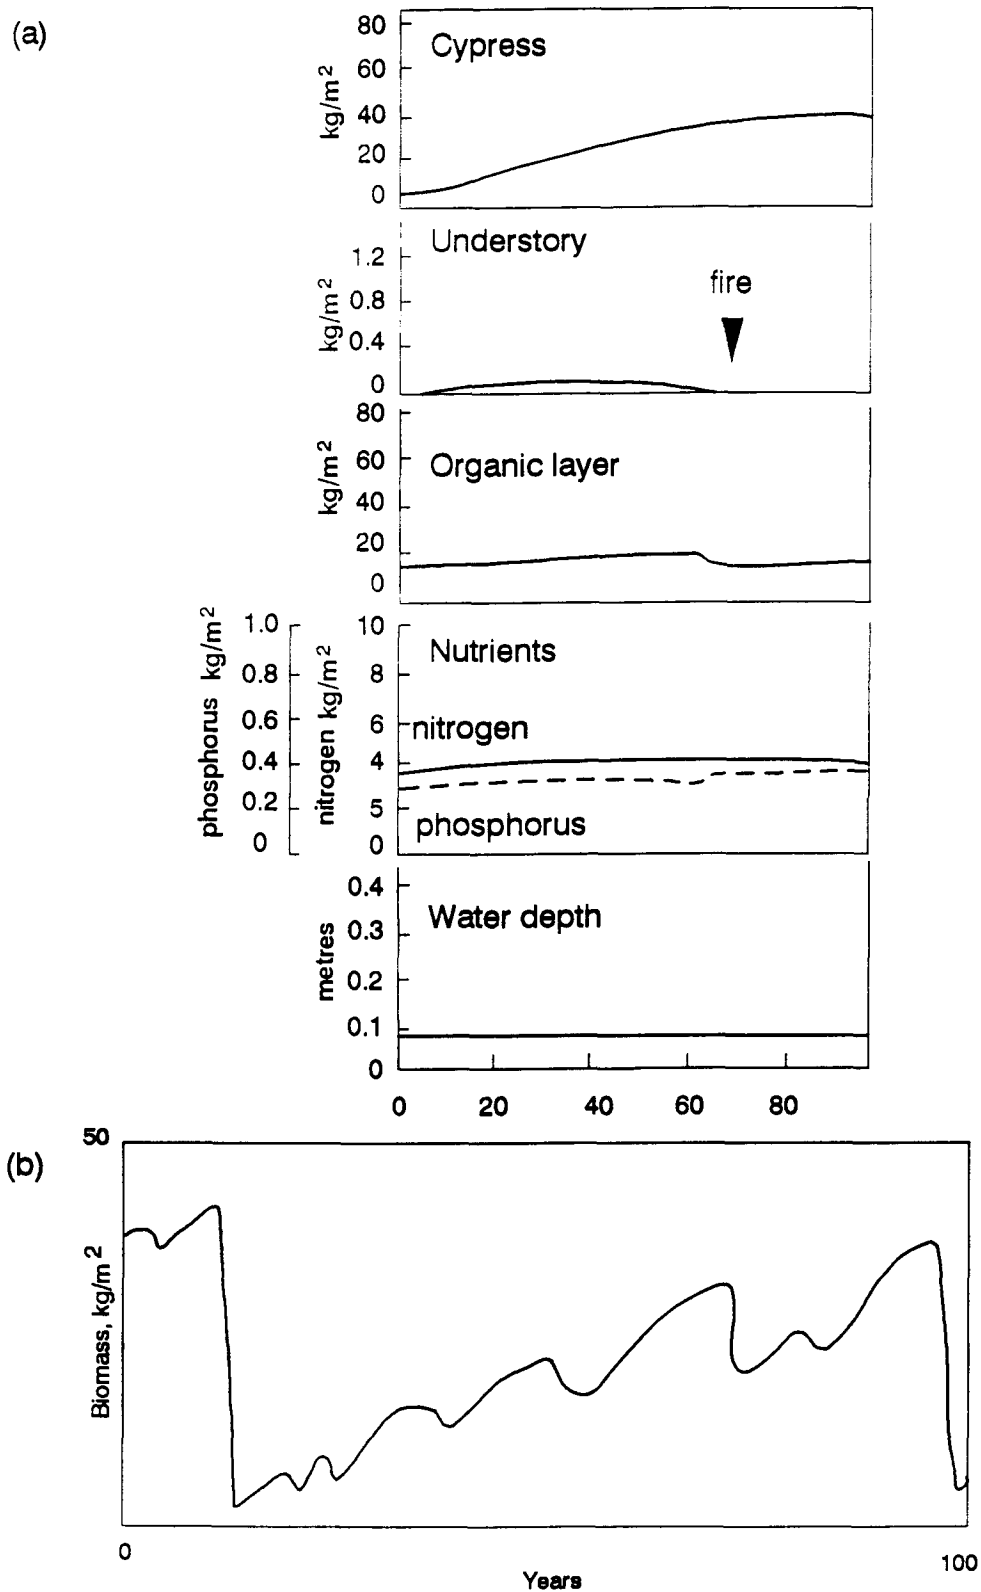 (a)
80
Cypress
60
kg/m²
40
20
0
Understory
1.2
fire
0.8
kg/m²
0.4
0
80
60
Organic layer
kg/m²
40
20
0
1.0
10
Nutrients
0.8
8
phosphorus kg/m²
nitrogen kg/m²
0.6
6
nitrogen
0.4
4
0.2
5
phosphorus
0
0
0.4
Water depth
0.3
metres
0.2
0.1
0
0 20 40 60 80
(b)
50
Biomass, kg/m²
0 100
Years